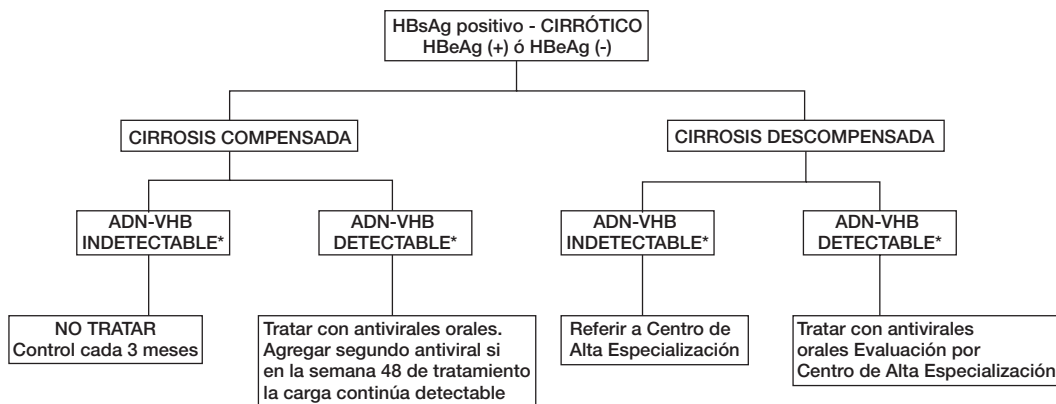 HBsAg positivo - CIRRÓTICO
HBeAg (+) ó HBeAg (-)
CIRROSIS COMPENSADA
CIRROSIS DESCOMPENSADA
ADN-VHB
INDETECTABLE*
ADN-VHB
DETECTABLE*
ADN-VHB
INDETECTABLE*
ADN-VHB
DETECTABLE*
NO TRATAR
Control cada 3 meses
Tratar con antivirales orales.
Agregar segundo antiviral si
en la semana 48 de tratamiento
la carga continúa detectable
Referir a Centro de
Alta Especialización
Tratar con antivirales
orales Evaluación por
Centro de Alta Especialización